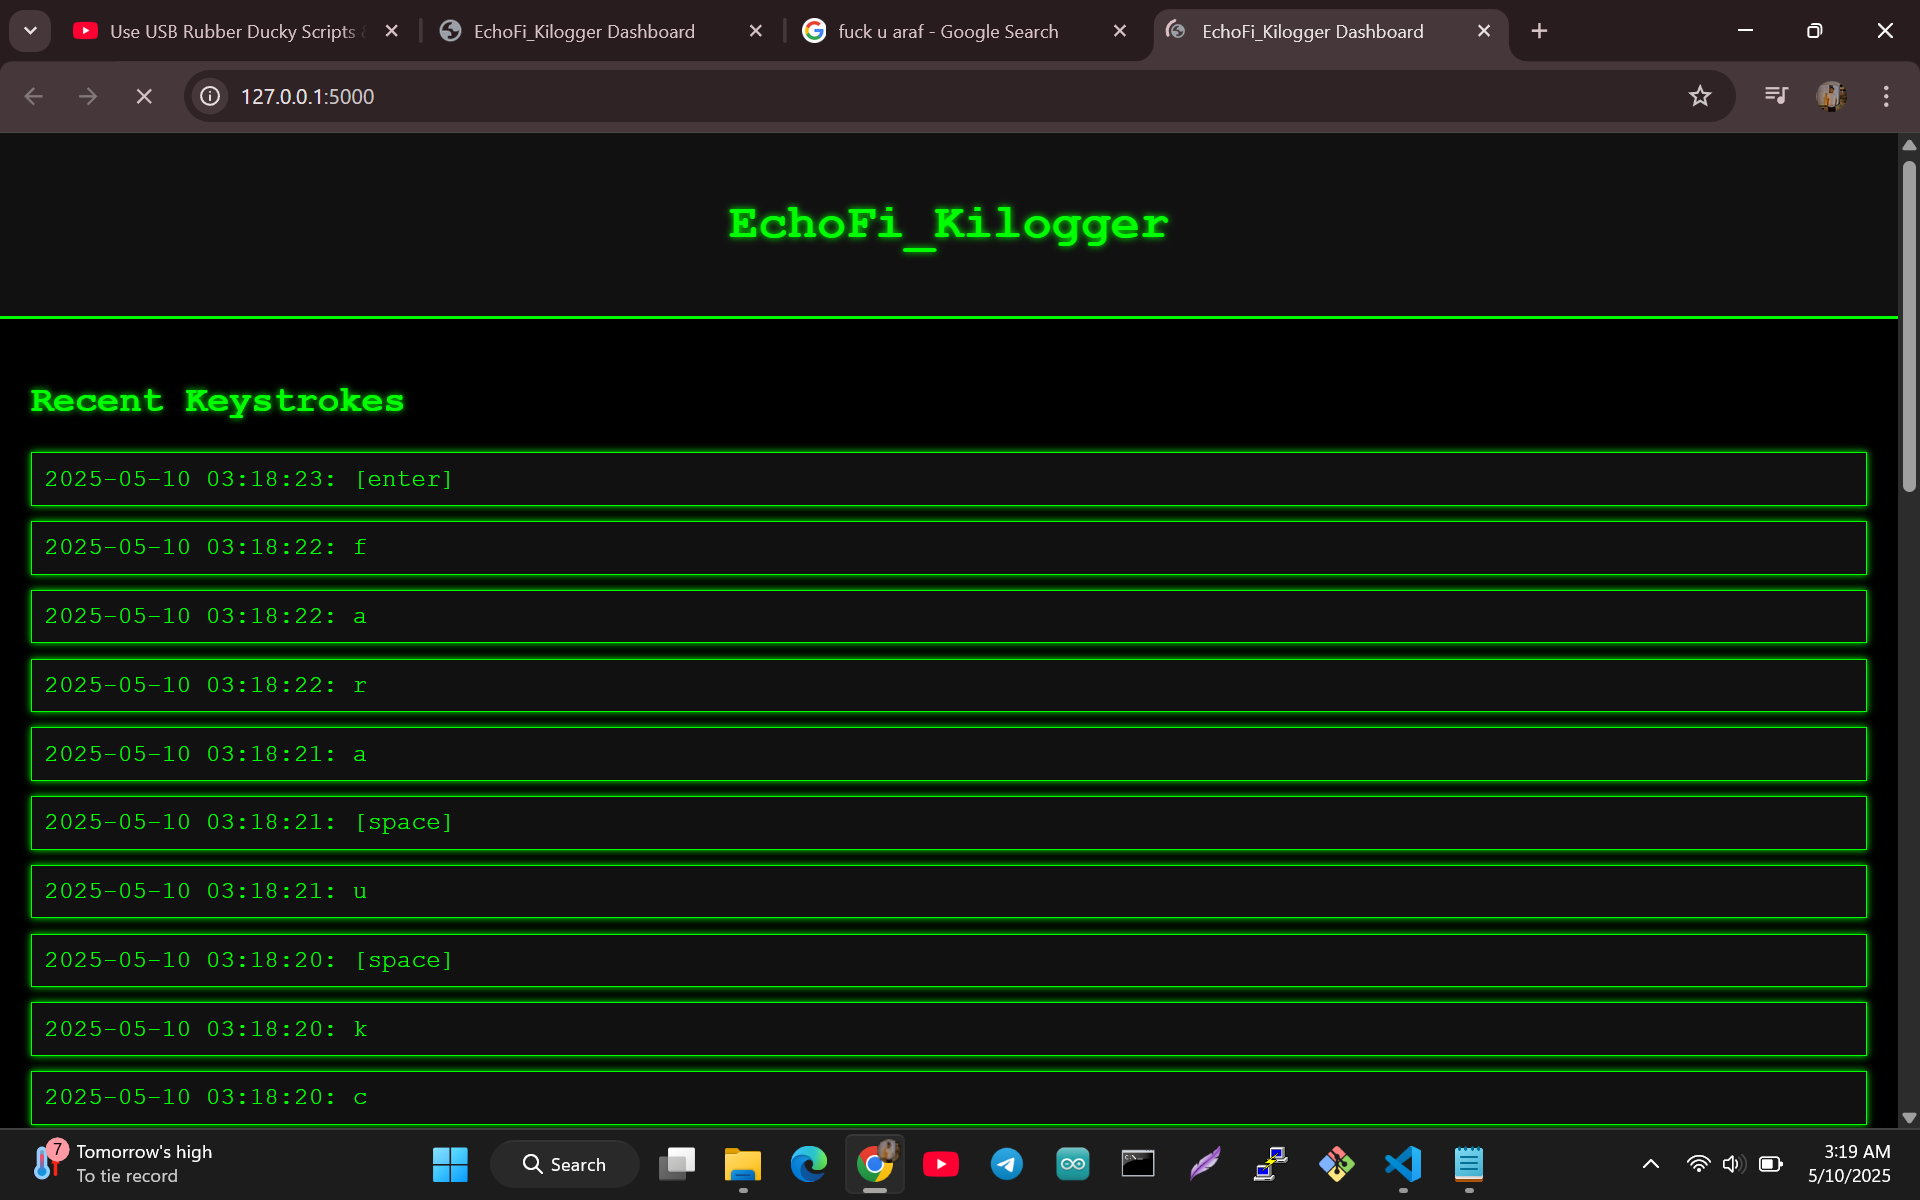 Use USB Rubber Ducky Scripts
EchoFi_Kilogger Dashboard
fuck u araf - Google Search
EchoFi_Kilogger Dashboard
127.0.0.1:5000
EchoFi_Kilogger
Recent Keystrokes
2025-05-10 03:18:23: [enter]
2025-05-10 03:18:22: f
2025-05-10 03:18:22: a
2025-05-10 03:18:22: r
2025-05-10 03:18:21: a
2025-05-10 03:18:21: [space]
2025-05-10 03:18:21: u
2025-05-10 03:18:20: [space]
2025-05-10 03:18:20: k
2025-05-10 03:18:20: c
7
Tomorrow's high
To tie record
Search
3:19 AM
5/10/2025